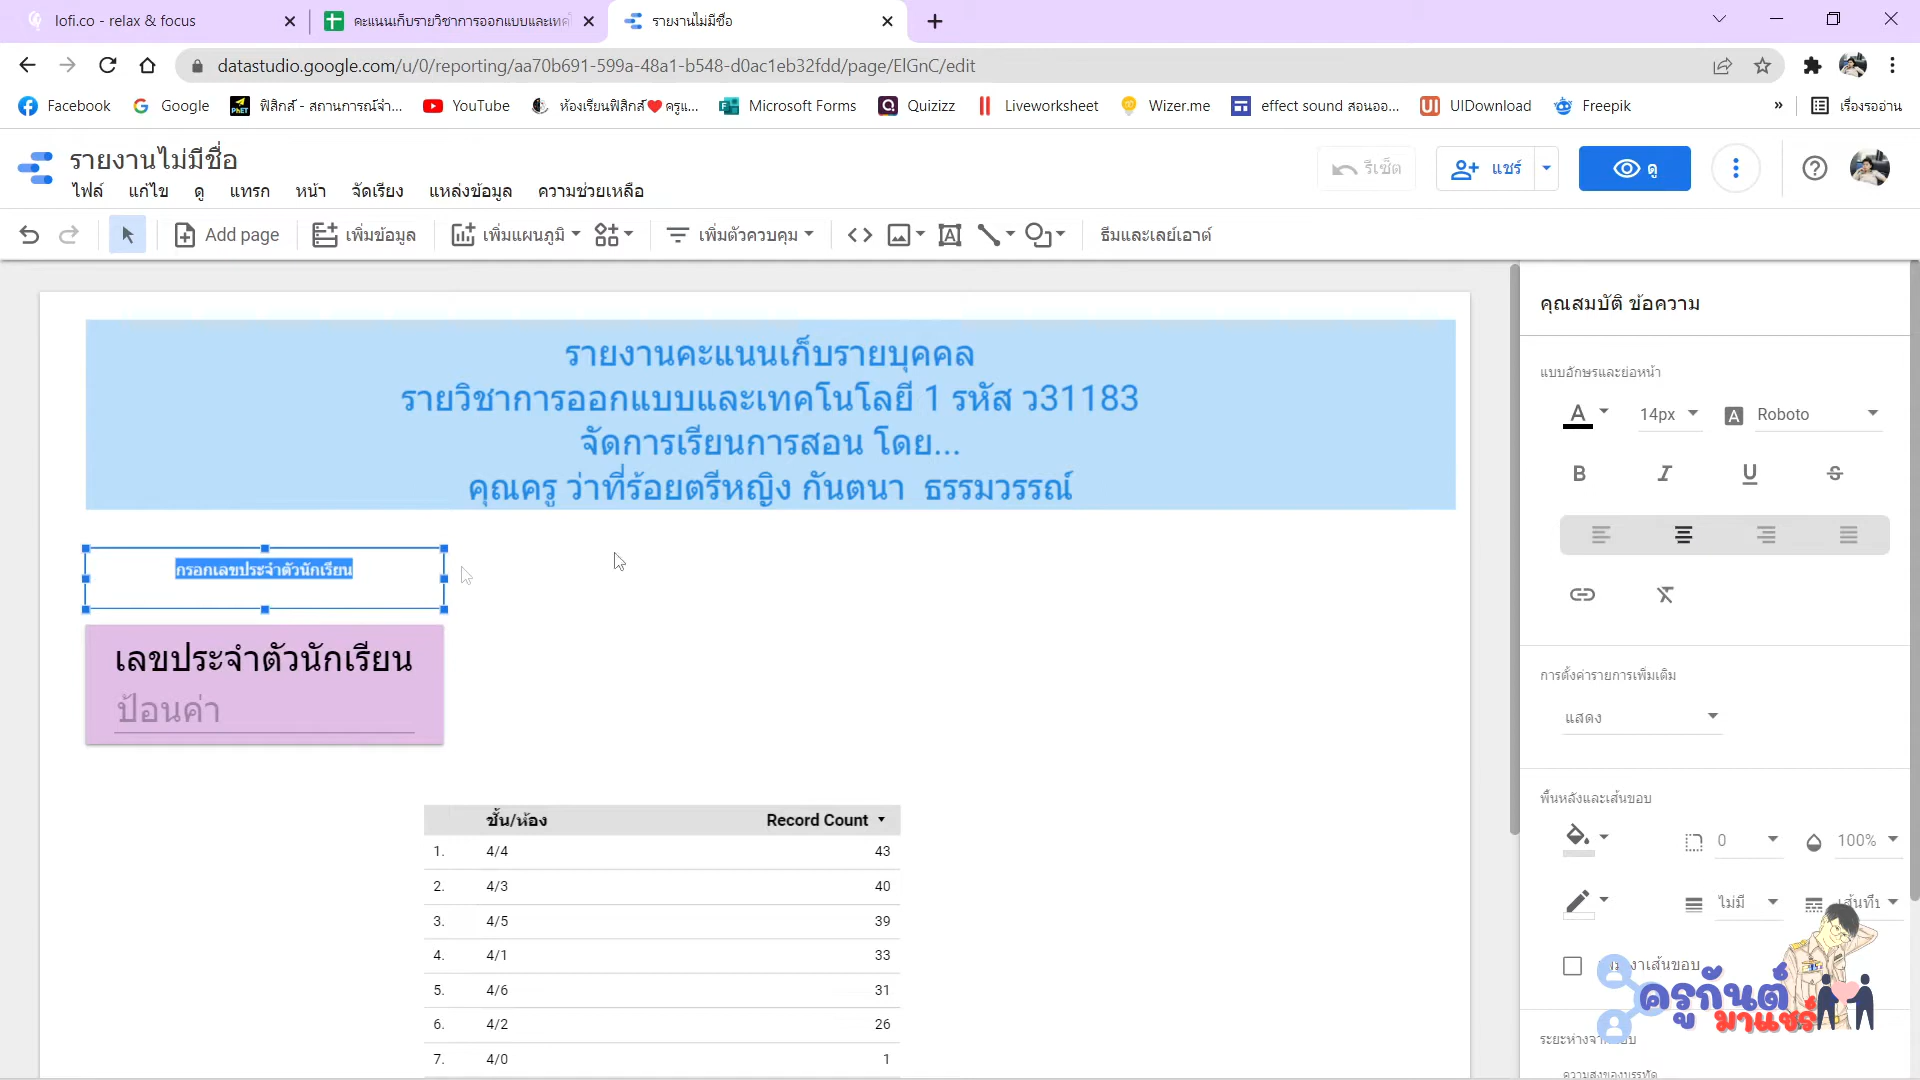 lofi.co - relax & focus
คะแนนเก็บรายวิชาการออกแบบและเทคโ
รายงานไม่มีชื่อ
datastudio.google.com/u/0/reporting/aa70b691-599a-48a1-b548-d0ac1eb32fdd/page/ElGnC/edit
Facebook
Google
ฟิสิกส์ - สถานการณ์จำ...
YouTube
ห้องเรียนฟิสิกส์❤ครูแ...
Microsoft Forms
Quizizz
Liveworksheet
Wizer.me
effect sound สอนออ...
UIDownload
Freepik
»
เรื่องรออ่าน
รายงานไม่มีชื่อ
รีเซ็ต
แชร์
ดู
ไฟล์ แก้ไข ดู แทรก หน้า จัดเรียง แหล่งข้อมูล ความช่วยเหลือ
Add page
เพิ่มข้อมูล
เพิ่มแผนภูมิ
เพิ่มตัวควบคุม
ธีมและเลย์เอาต์
รายงานคะแนนเก็บรายบุคคล
รายวิชาการออกแบบและเทคโนโลยี 1 รหัส ว31183
จัดการเรียนการสอน โดย...
คุณครู ว่าที่ร้อยตรีหญิง กันตนา ธรรมวรรณ์
กรอกเลขประจำตัวนักเรียน
เลขประจำตัวนักเรียน
ป้อนค่า
ชั้น/ห้อง Record Count
1. 4/4 43
2. 4/3 40
3. 4/5 39
4. 4/1 33
5. 4/6 31
6. 4/2 26
7. 4/0 1
คุณสมบัติ ข้อความ
แบบอักษรและย่อหน้า
A 14px A Roboto
B I U S
การตั้งค่ารายการเพิ่มเติม
แสดง
พื้นหลังและเส้นขอบ
0 100%
ไม่มี
ครูกันต์
มาแชร์